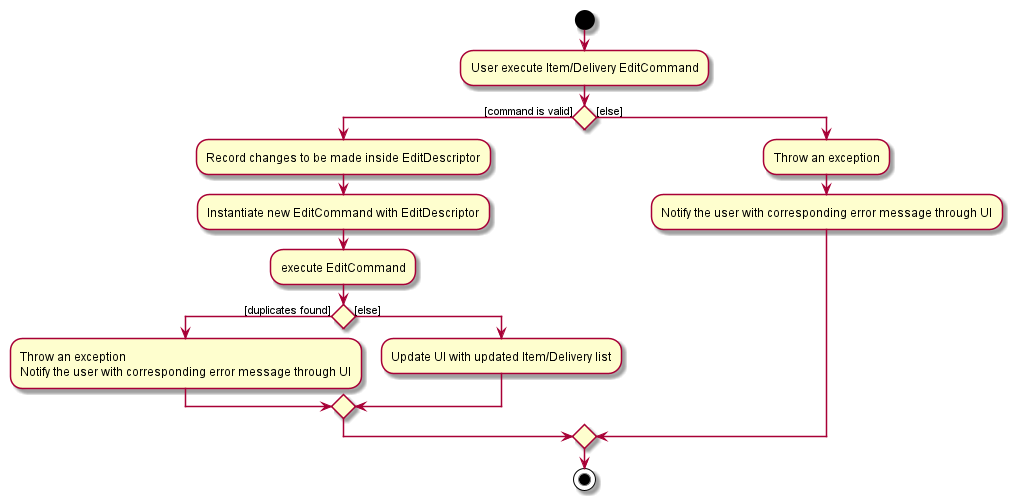 User execute Item/Delivery EditCommand
[command is valid]
[else]
Record changes to be made inside EditDescriptor
Throw an exception
Instantiate new EditCommand with EditDescriptor
Notify the user with corresponding error message through UI
execute EditCommand
[duplicates found]
[else]
Throw an exception
Notify the user with corresponding error message through UI
Update UI with updated Item/Delivery list